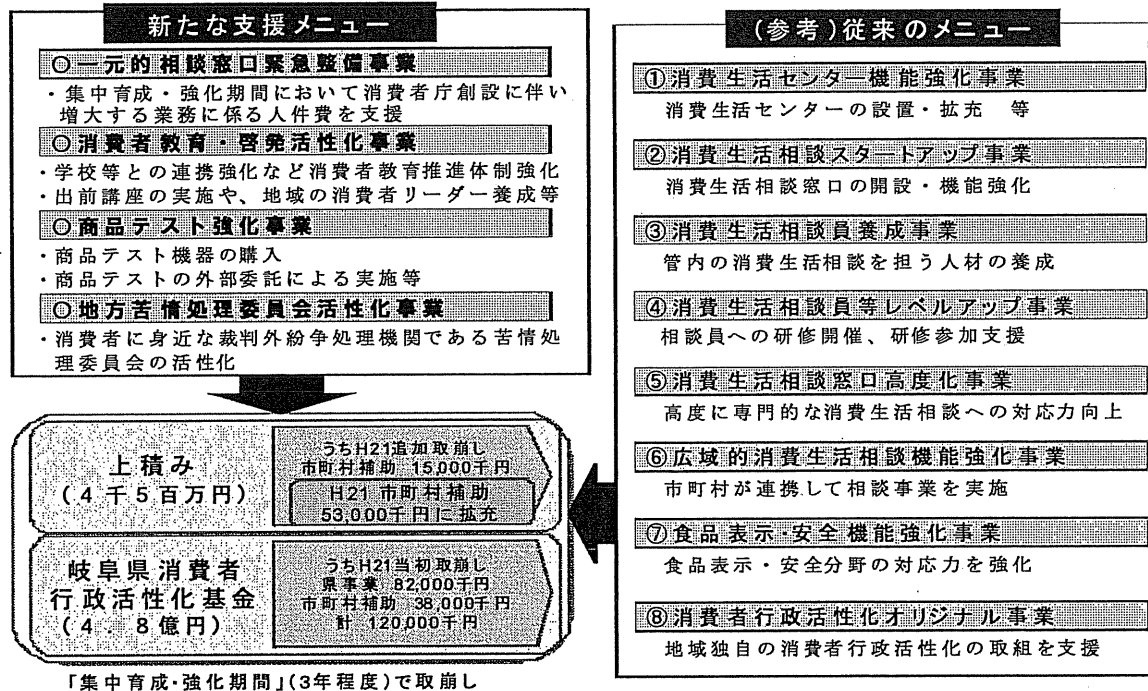 新たな支援メニュー
○一元的相談窓口緊急整備事業
・集中育成・強化期間において消費者庁創設に伴い
増大する業務に係る人件費を支援
○消費者教育・啓発活性化事業
・学校等との連携強化など消費者教育推進体制強化
・出前講座の実施や、地域の消費者リーダー養成等
○商品テスト強化事業
・商品テスト機器の購入
・商品テストの外部委託による実施等
○地方苦情処理委員会活性化事業
・消費者に身近な裁判外紛争処理機関である苦情処
理委員会の活性化
上積み
(4千5百万円)
うちH21追加取崩し
市町村補助 15,000千円
H21 市町村補助
53,000千円に拡充
岐阜県消費者
行政活性化基金
(4.8億円)
うちH21当初取崩し
県事業 82,000千円
市町村補助 38,000千円
計 120,000千円
「集中育成・強化期間」(3年程度)で取崩し
(参考)従来のメニュー
①消費生活センター機能強化事業
消費生活センターの設置・拡充 等
②消費生活相談スタートアップ事業
消費生活相談窓口の開設・機能強化
③消費生活相談員養成事業
管内の消費生活相談を担う人材の養成
④消費生活相談員等レベルアップ事業
相談員への研修開催、研修参加支援
⑤消費生活相談窓口高度化事業
高度に専門的な消費生活相談への対応力向上
⑥広域的消費生活相談機能強化事業
市町村が連携して相談事業を実施
⑦食品表示・安全機能強化事業
食品表示・安全分野の対応力を強化
⑧消費者行政活性化オリジナル事業
地域独自の消費者行政活性化の取組を支援